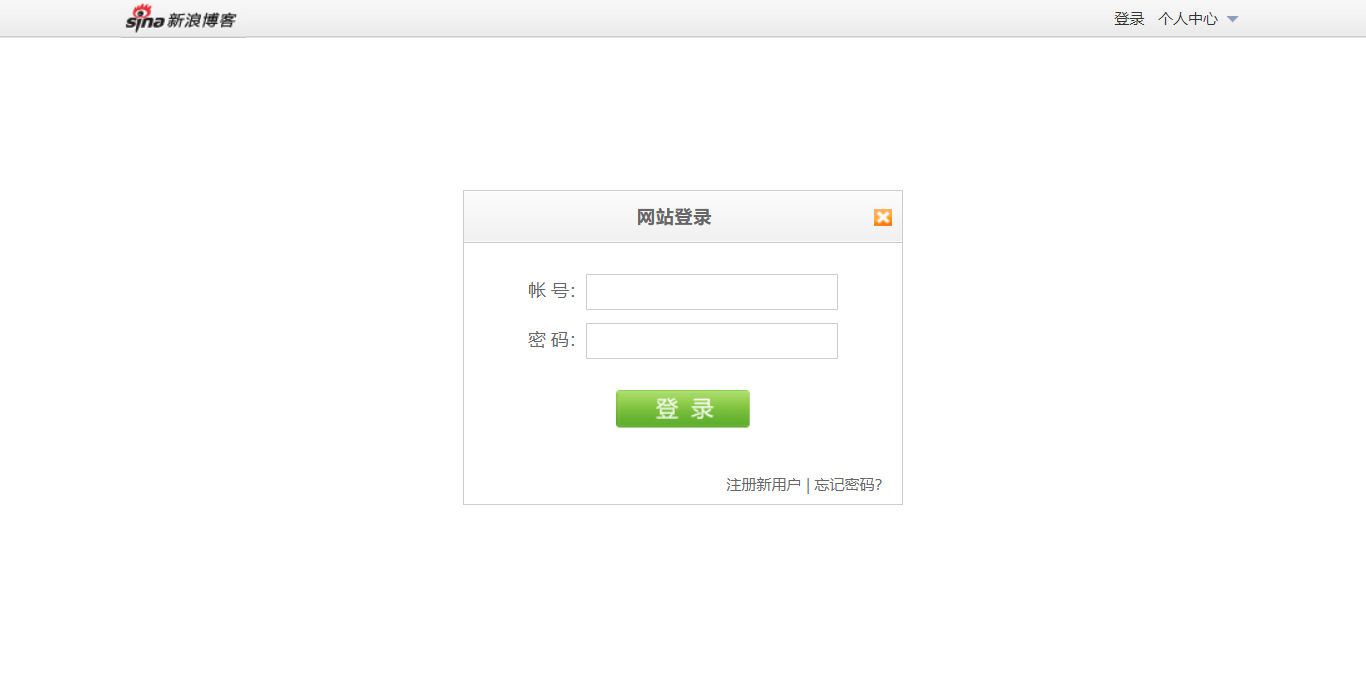 sina新浪博客
登录 个人中心
网站登录
帐 号:
密 码:
登 录
注册新用户 | 忘记密码?